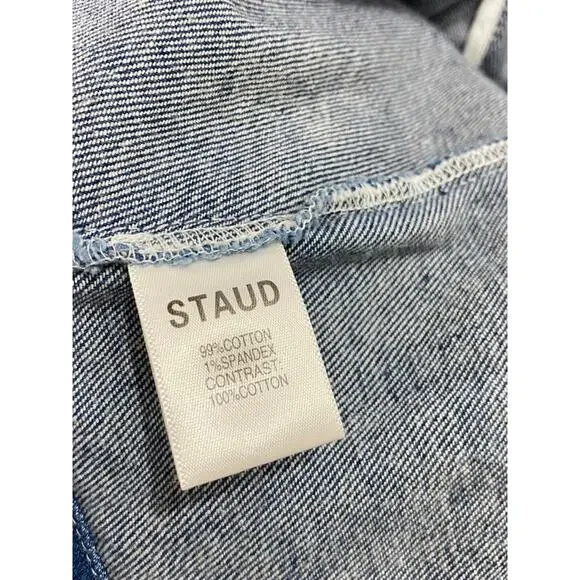 STAUD
99%COTTON
1%SPANDEX
CONTRAST:
100%COTTON